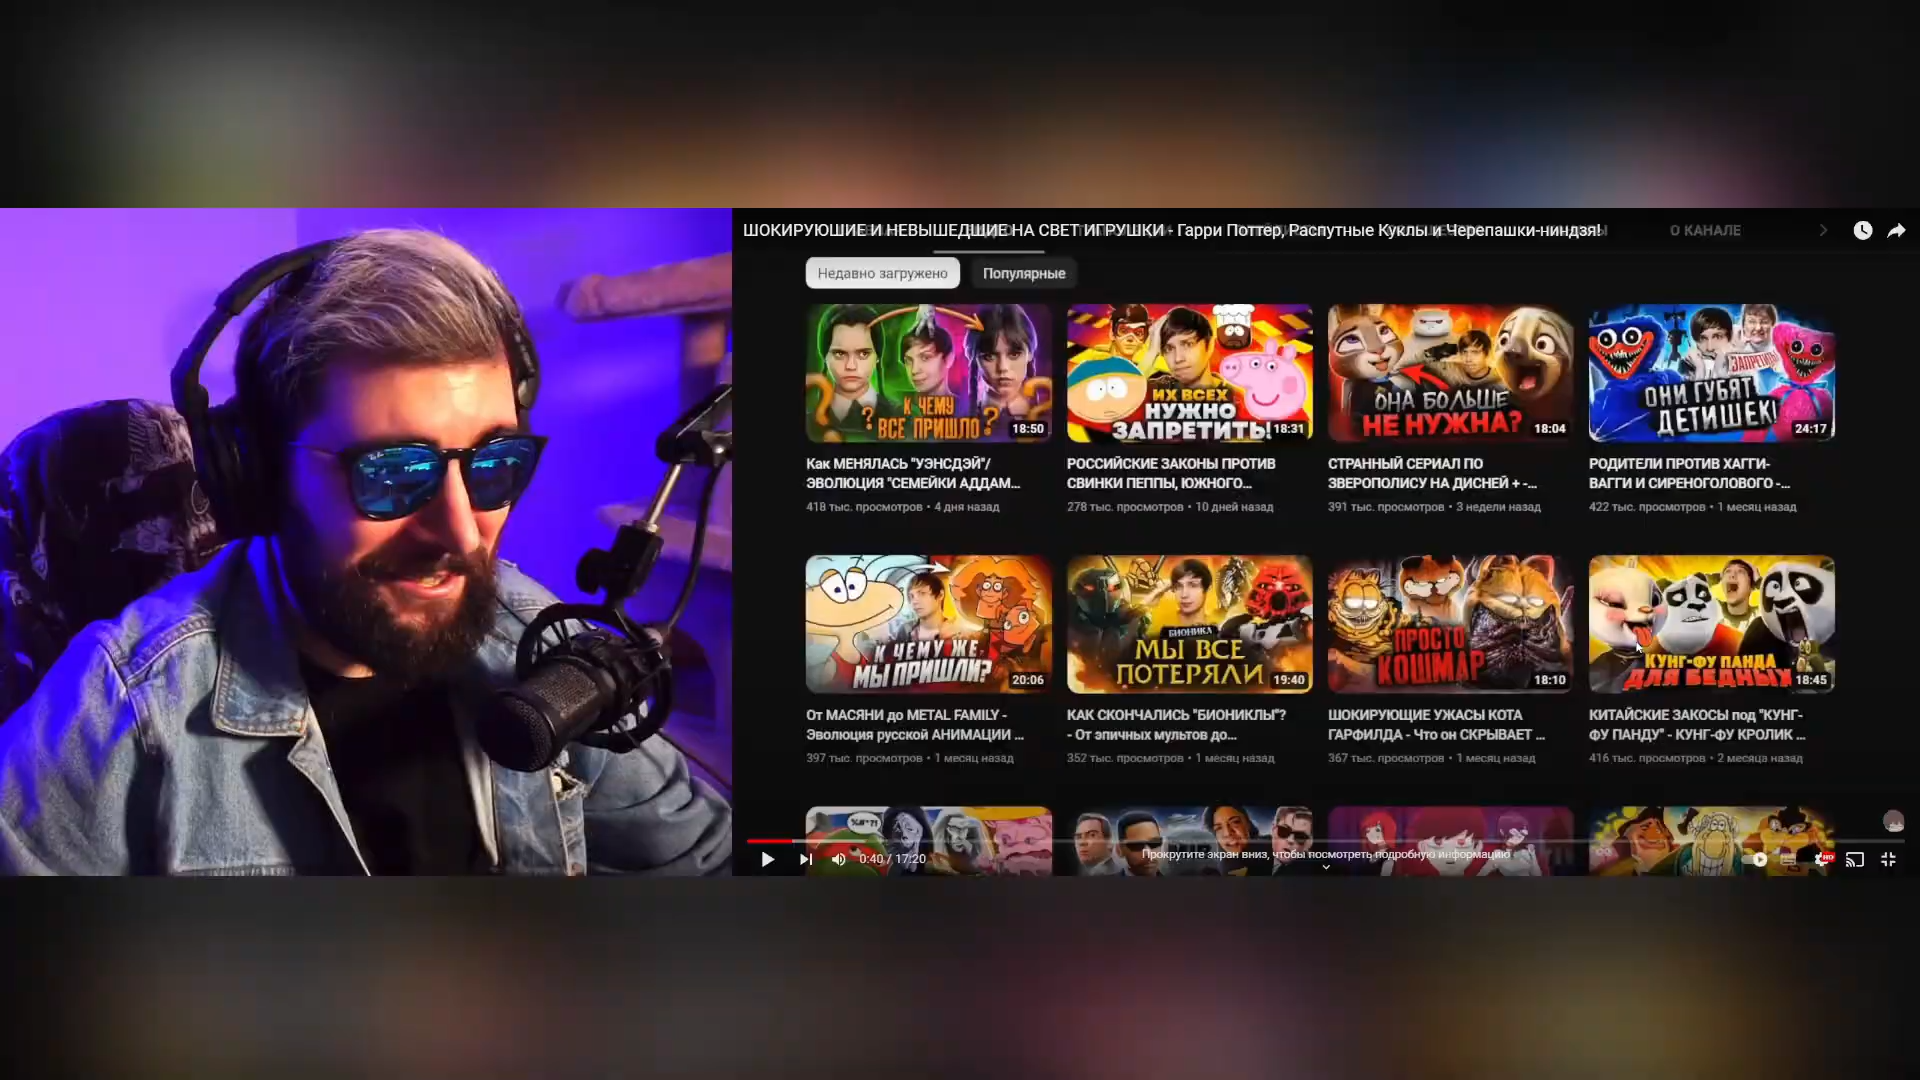 ШОКИРУЮШИЕ И НЕВЫШЕДЩИЕ НА СВЕТ ИГРУШКИ - Гарри Поттер, Распутные Куклы и Черепашки-ниндзя!
О КАНАЛЕ
Недавно загружено
Популярные
К ЧЕМУ
? ВСЕ ПРИШЛО ?
18:50
ИХ ВСЕХ
НУЖНО
ЗАПРЕТИТЬ!
18:31
ОНА БОЛЬШЕ
НЕ НУЖНА?
18:04
ЗАПРЕТИТЬ
ОНИ ГУБЯТ
ДЕТИШЕК!
24:17
Как МЕНЯЛАСЬ "УЭНСДЭЙ"/
ЭВОЛЮЦИЯ "СЕМЕЙКИ АДДАМ...
418 тыс. просмотров • 4 дня назад
РОССИЙСКИЕ ЗАКОНЫ ПРОТИВ
СВИНКИ ПЕППЫ, ЮЖНОГО...
278 тыс. просмотров • 10 дней назад
СТРАННЫЙ СЕРИАЛ ПО
ЗВЕРОПОЛИСУ НА ДИСНЕЙ + -...
391 тыс. просмотров • 3 недели назад
РОДИТЕЛИ ПРОТИВ ХАГГИ-
ВАГГИ И СИРЕНОГОЛОВОГО -...
422 тыс. просмотров • 1 месяц назад
К ЧЕМУ ЖЕ
МЫ ПРИШЛИ?
20:06
БИОНИКЛ
МЫ ВСЕ
ПОТЕРЯЛИ
19:40
ПРОСТО
КОШМАР
18:10
КУНГ-ФУ ПАНДА
ДЛЯ БЕДНЫХ
18:45
От МАСЯНИ до METAL FAMILY -
Эволюция русской АНИМАЦИИ ...
397 тыс. просмотров • 1 месяц назад
КАК СКОНЧАЛИСЬ "БИОНИКЛЫ"?
- От эпичных мультов до...
352 тыс. просмотров • 1 месяц назад
ШОКИРУЮЩИЕ УЖАСЫ КОТА
ГАРФИЛДА - Что он СКРЫВАЕТ ...
367 тыс. просмотров • 1 месяц назад
КИТАЙСКИЕ ЗАКОСЫ под "КУНГ-
ФУ ПАНДУ" - КУНГ-ФУ КРОЛИК ...
416 тыс. просмотров • 2 месяца назад
%#*?!
0:40 / 17:20
Прокрутите экран вниз, чтобы посмотреть подробную информацию
HD